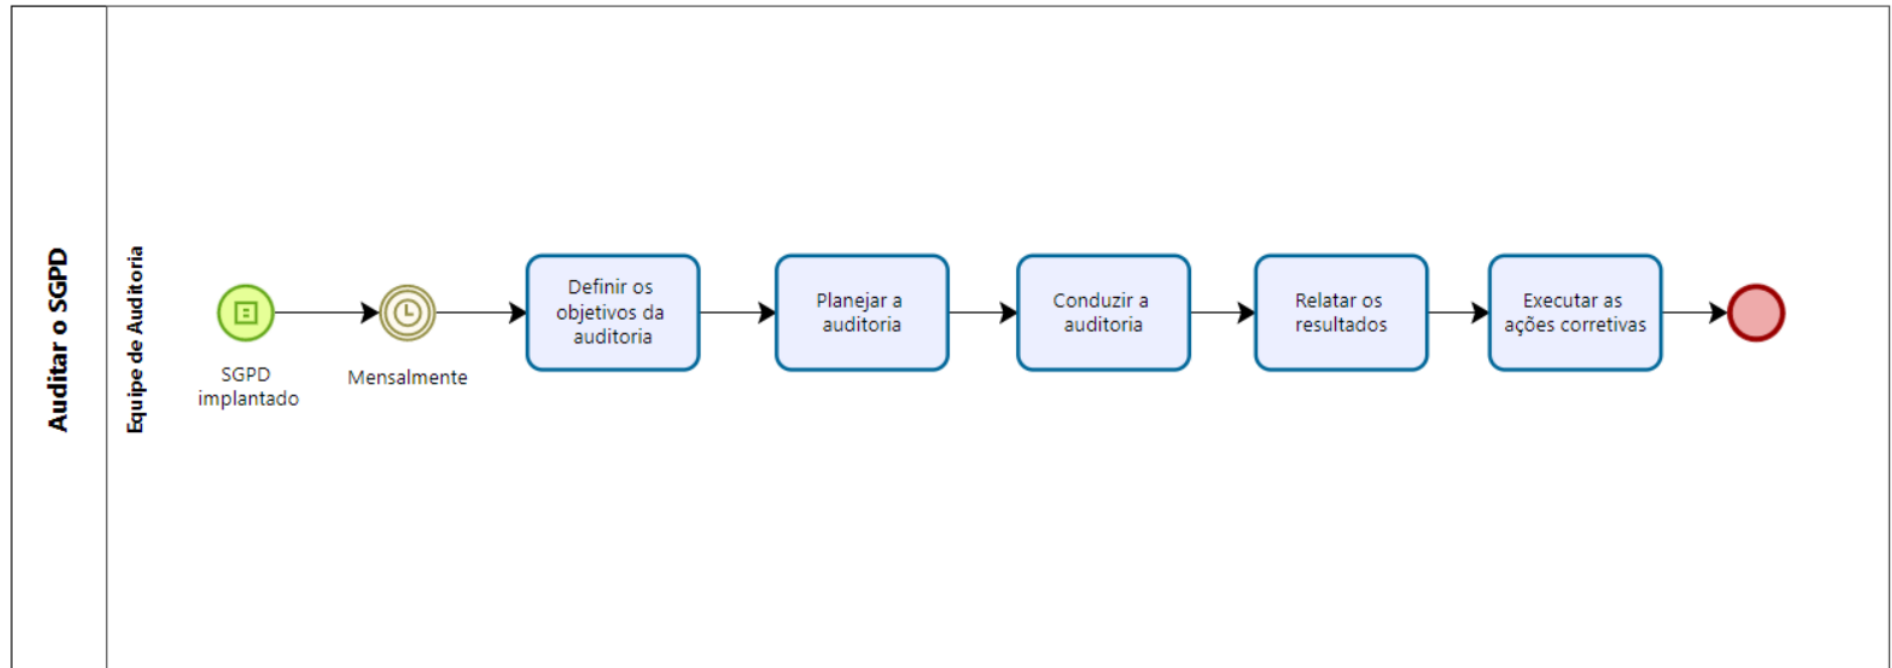 Auditar o SGPD
Equipe de Auditoria
SGPD
implantado
Mensalmente
Definir os
objetivos da
auditoria
Planejar a
auditoria
Conduzir a
auditoria
Relatar os
resultados
Executar as
ações corretivas